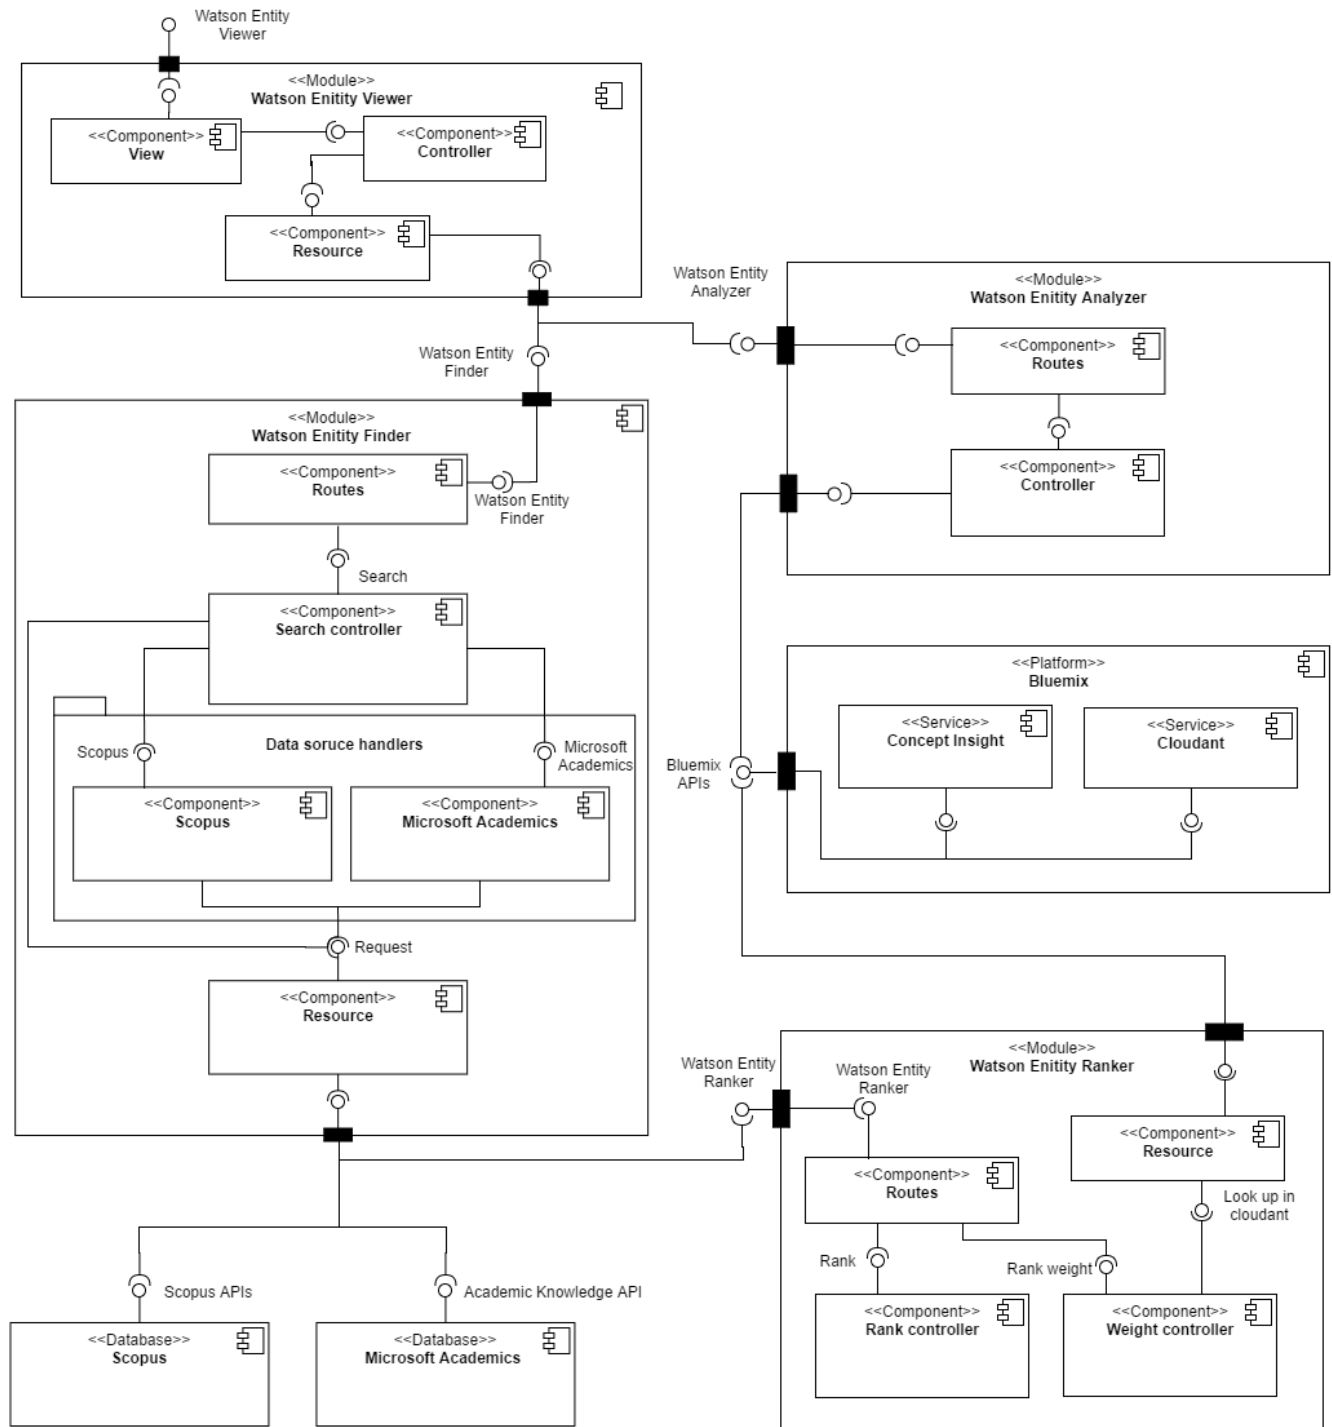 Watson Entity
Viewer
<<Module>>
Watson Enitity Viewer
<<Component>>
View
<<Component>>
Controller
<<Component>>
Resource
Watson Entity
Analyzer
<<Module>>
Watson Enitity Analyzer
<<Component>>
Routes
<<Component>>
Controller
Watson Entity
Finder
<<Module>>
Watson Enitity Finder
<<Component>>
Routes
Watson Entity
Finder
Search
<<Component>>
Search controller
Data soruce handlers
Scopus
Microsoft
Academics
<<Component>>
Scopus
<<Component>>
Microsoft Academics
Request
<<Component>>
Resource
<<Platform>>
Bluemix
<<Service>>
Concept Insight
<<Service>>
Cloudant
Bluemix
APIs
Watson Entity
Ranker
<<Module>>
Watson Enitity Ranker
Watson Entity
Ranker
<<Component>>
Resource
<<Component>>
Routes
Look up in
cloudant
Rank
Rank weight
<<Component>>
Rank controller
<<Component>>
Weight controller
Scopus APIs
Academic Knowledge API
<<Database>>
Scopus
<<Database>>
Microsoft Academics